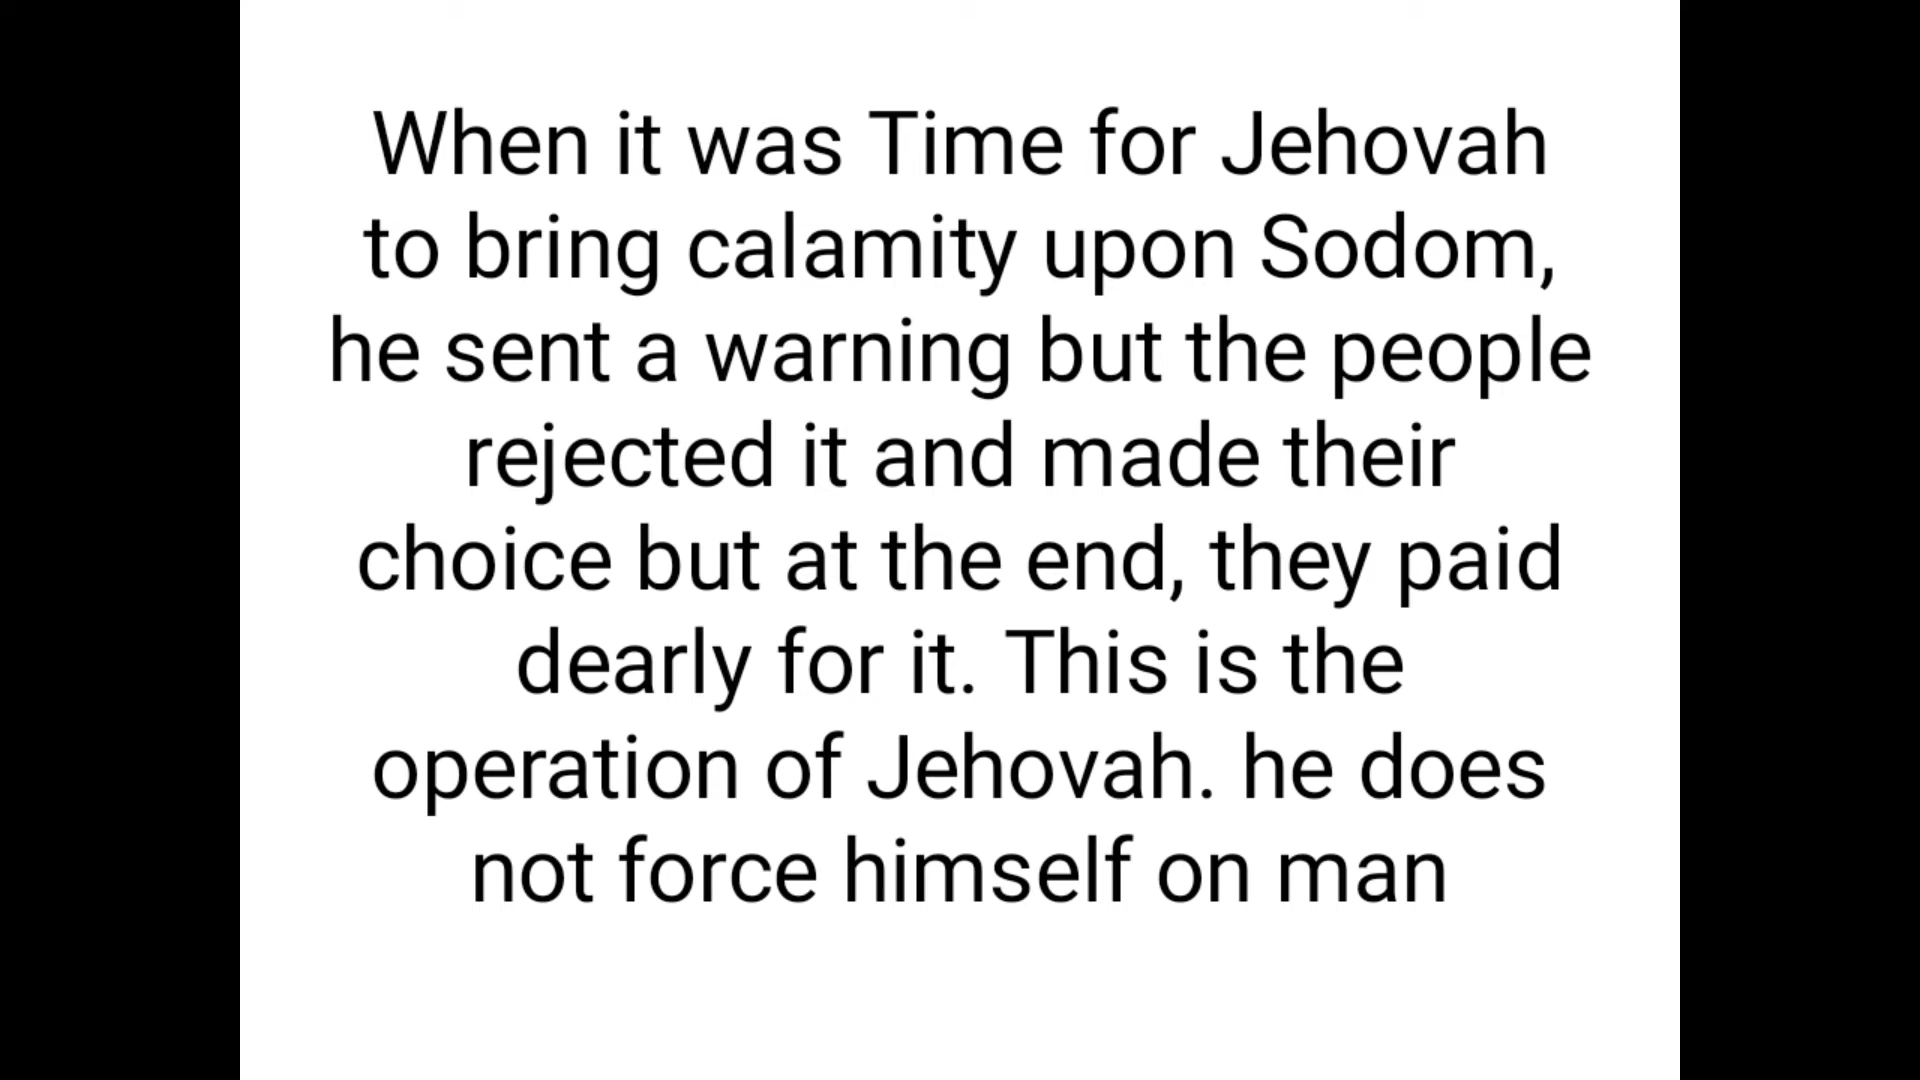 When it was Time for Jehovah
to bring calamity upon Sodom,
he sent a warning but the people
rejected it and made their
choice but at the end, they paid
dearly for it. This is the
operation of Jehovah. he does
not force himself on man